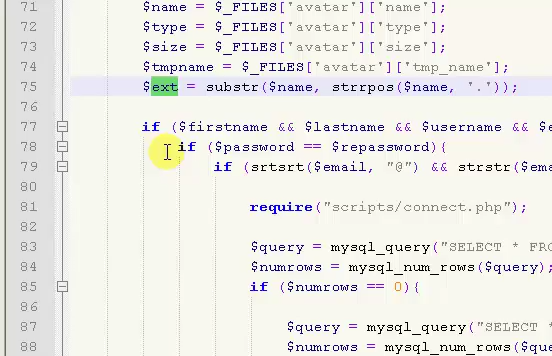 71 $name = $_FILES['avatar']['name'];
72 $type = $_FILES['avatar']['type'];
73 $size = $_FILES['avatar']['size'];
74 $tmpname = $_FILES['avatar']['tmp_name'];
75 $ext = substr($name, strrpos($name, '.'));
76
77 if ($firstname && $lastname && $username && $e
78 if ($password == $repassword){
79 if (srtsrt($email, "@") && strstr($ema
80
81 require("scripts/connect.php");
82
83 $query = mysql_query("SELECT * FRO
84 $numrows = mysql_num_rows($query);
85 if ($numrows == 0){
86
87 $query = mysql_query("SELECT *
88 $numrows = mysql_num_rows($que